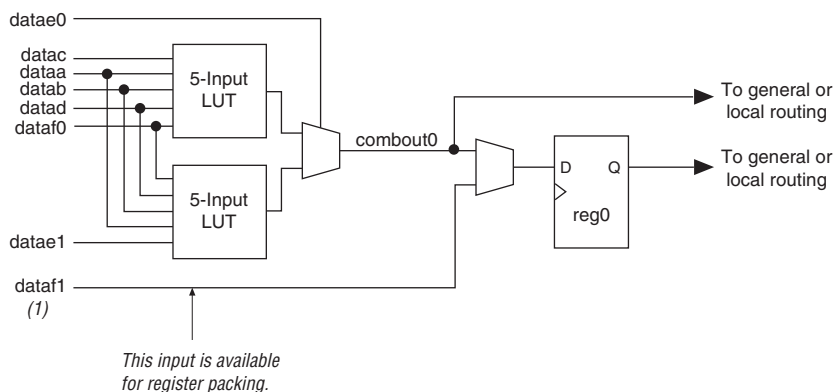 datae0
datac
dataa
datab
datad
dataf0
5-Input
LUT
5-Input
LUT
combout0
To general or
local routing
D Q
reg0
To general or
local routing
datae1
dataf1
(1)
This input is available
for register packing.